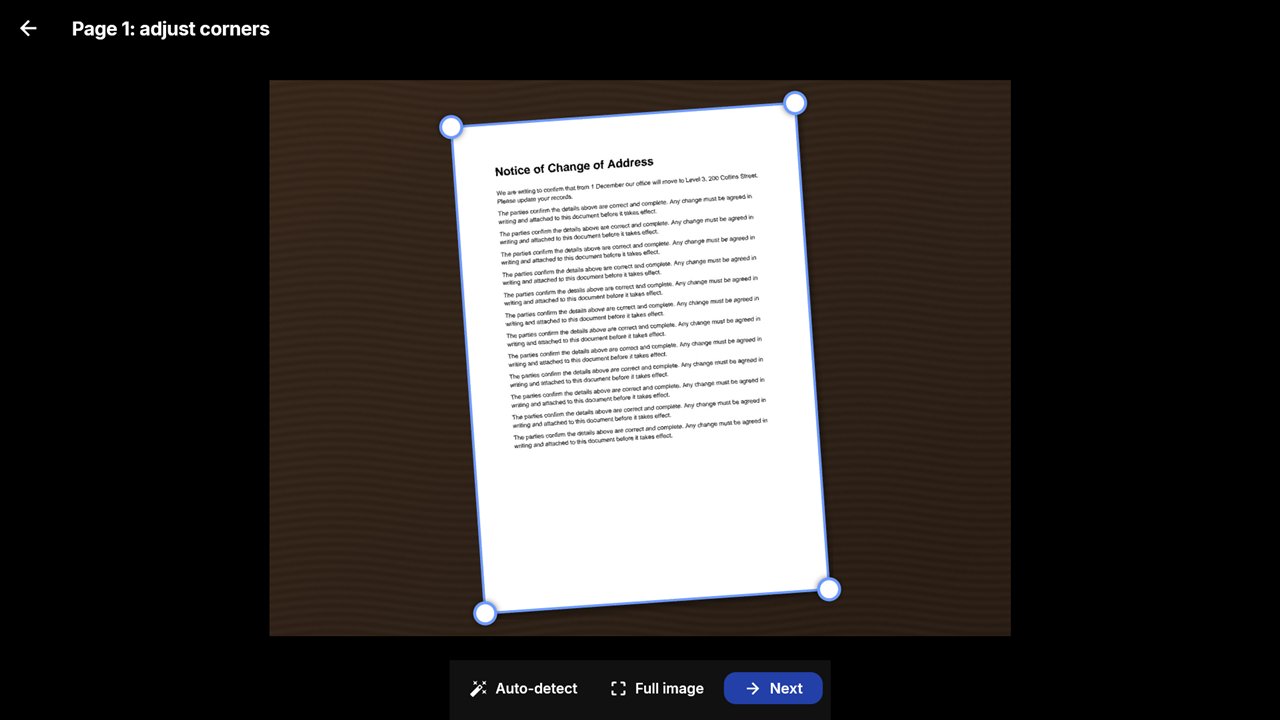 Page 1: adjust corners
Notice of Change of Address
We are writing to confirm that from 1 December our office will move to Level 3, 200 Collins Street.
Please update your records.
The parties confirm the details above are correct and complete. Any change must be agreed in
writing and attached to this document before it takes effect.
The parties confirm the details above are correct and complete. Any change must be agreed in
writing and attached to this document before it takes effect.
The parties confirm the details above are correct and complete. Any change must be agreed in
writing and attached to this document before it takes effect.
The parties confirm the details above are correct and complete. Any change must be agreed in
writing and attached to this document before it takes effect.
The parties confirm the details above are correct and complete. Any change must be agreed in
writing and attached to this document before it takes effect.
The parties confirm the details above are correct and complete. Any change must be agreed in
writing and attached to this document before it takes effect.
The parties confirm the details above are correct and complete. Any change must be agreed in
writing and attached to this document before it takes effect.
The parties confirm the details above are correct and complete. Any change must be agreed in
writing and attached to this document before it takes effect.
The parties confirm the details above are correct and complete. Any change must be agreed in
writing and attached to this document before it takes effect.
The parties confirm the details above are correct and complete. Any change must be agreed in
writing and attached to this document before it takes effect.
The parties confirm the details above are correct and complete. Any change must be agreed in
writing and attached to this document before it takes effect.
The parties confirm the details above are correct and complete. Any change must be agreed in
writing and attached to this document before it takes effect.
Auto-detect
Full image
Next